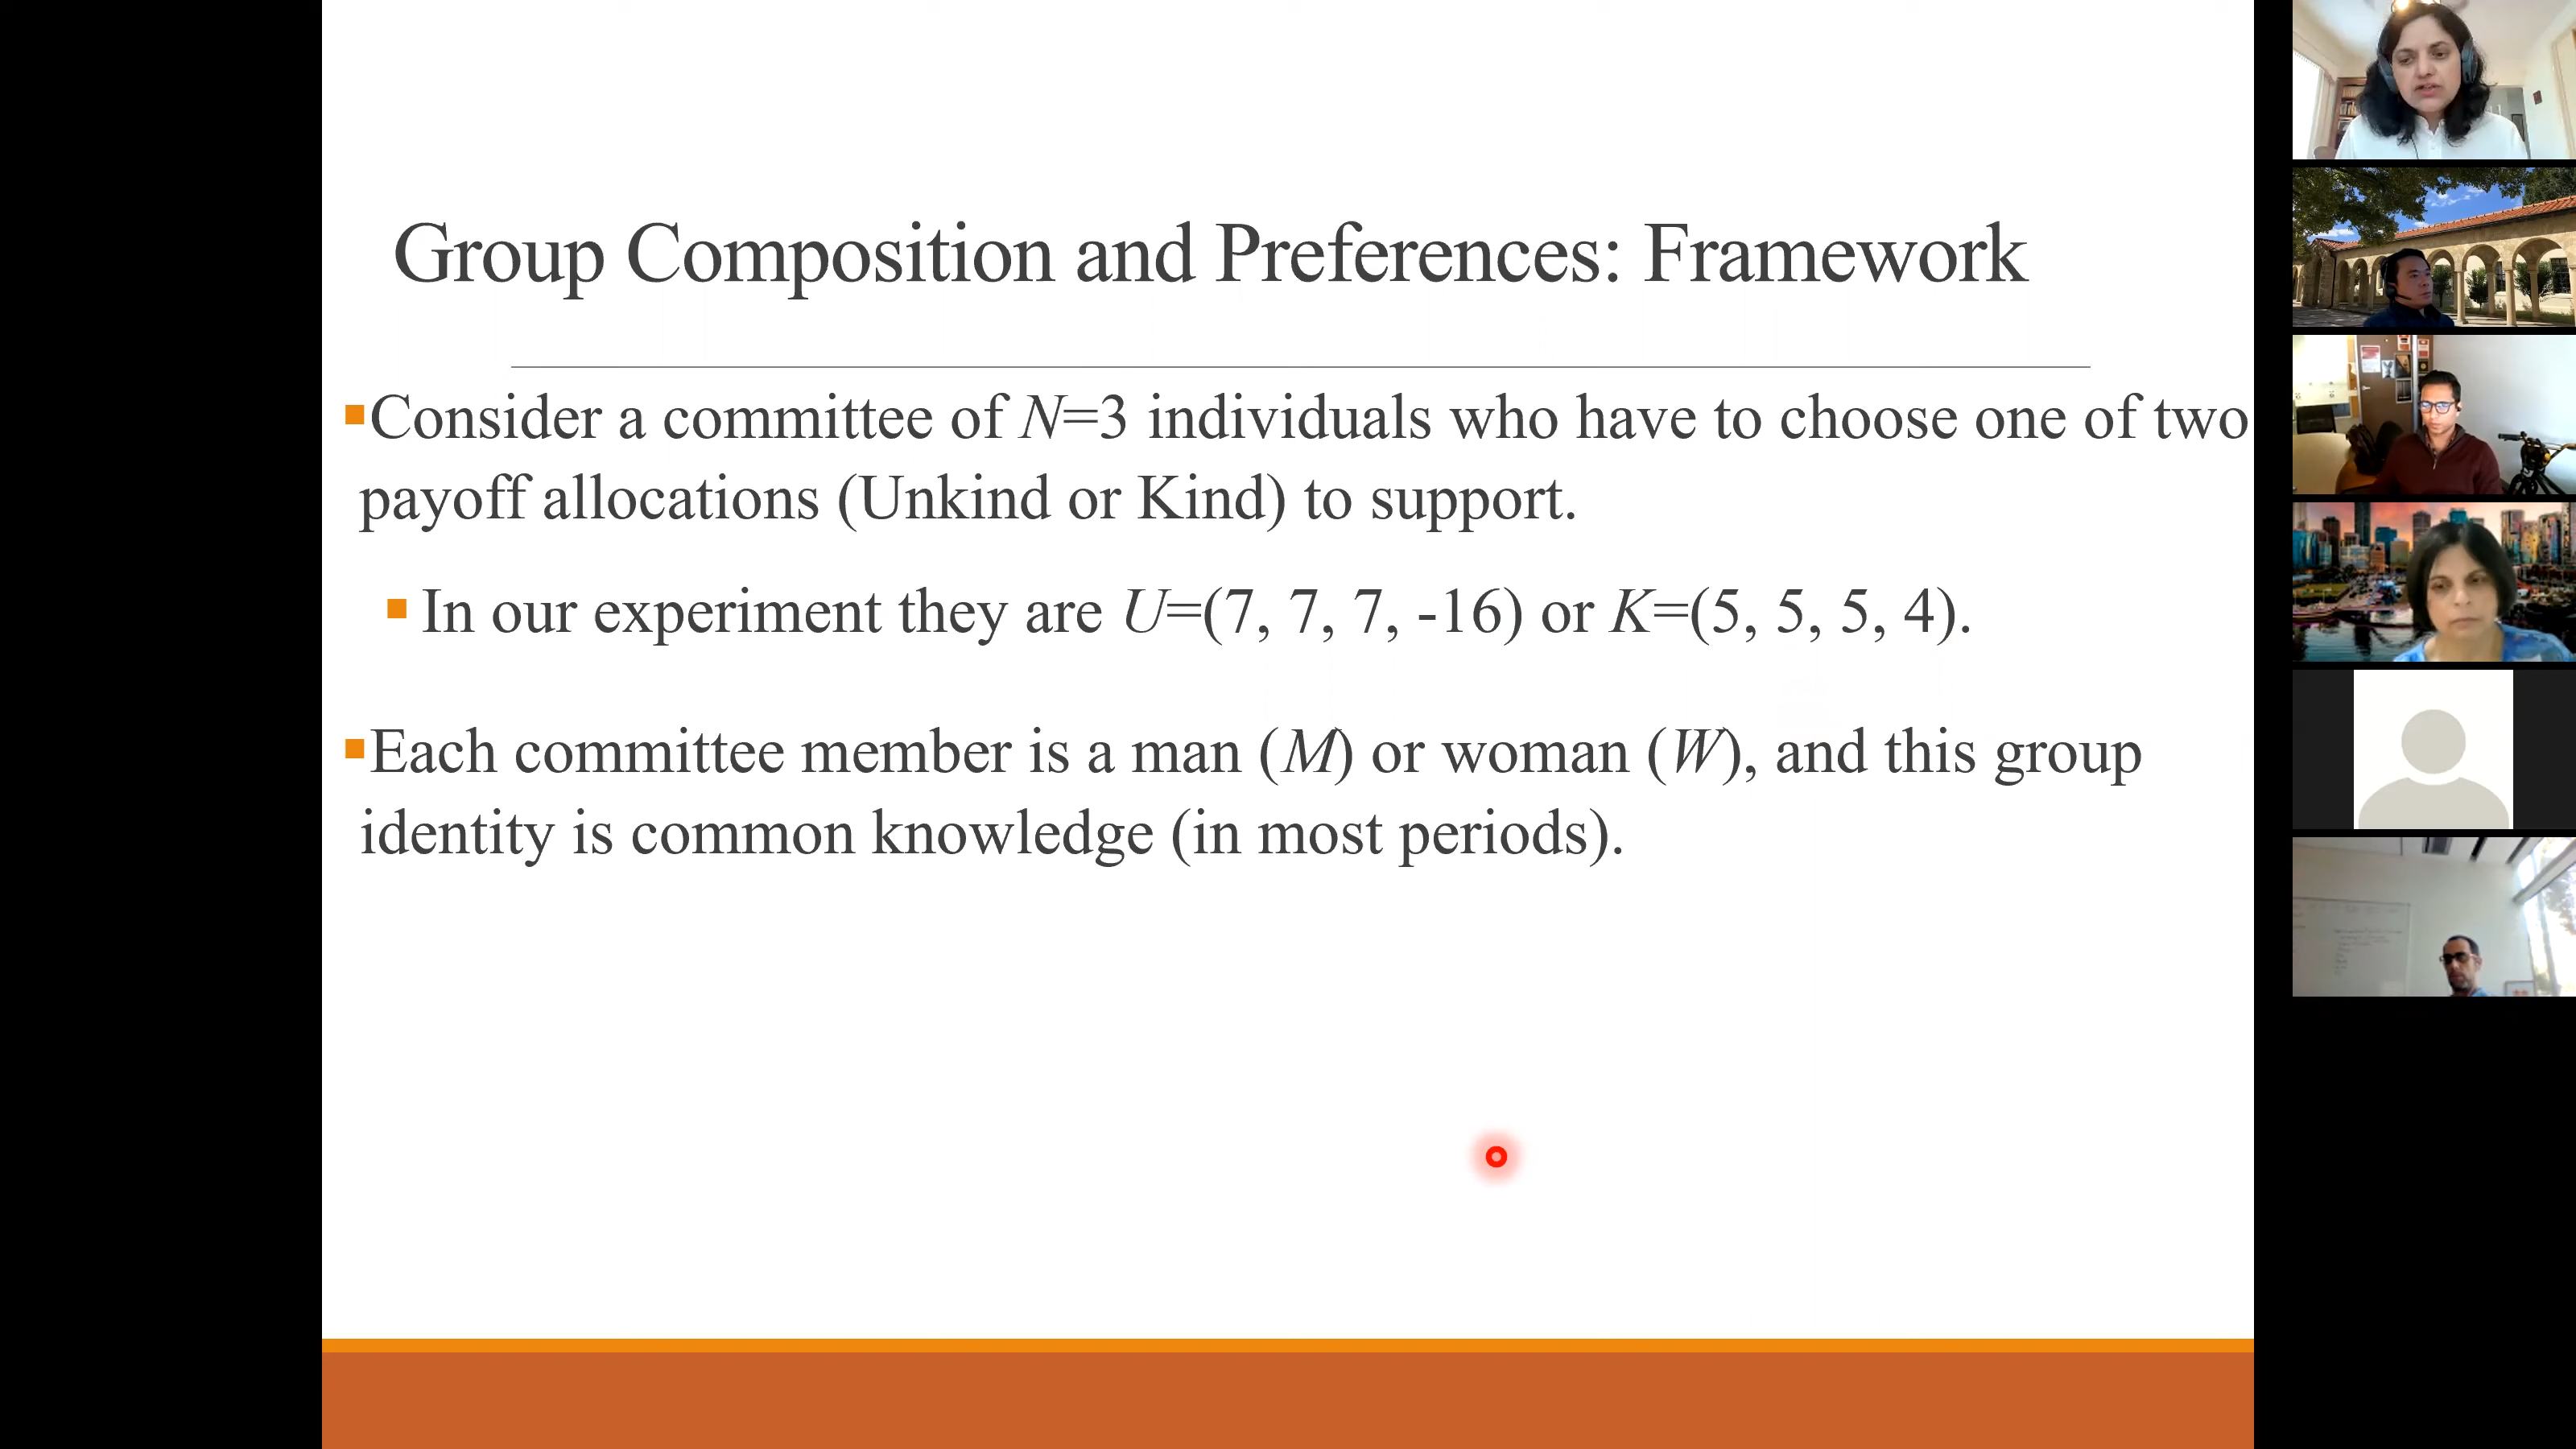 Group Composition and Preferences: Framework
Consider a committee of N=3 individuals who have to choose one of two
payoff allocations (Unkind or Kind) to support.
In our experiment they are U=(7, 7, 7, -16) or K=(5, 5, 5, 4).
Each committee member is a man (M) or woman (W), and this group
identity is common knowledge (in most periods).